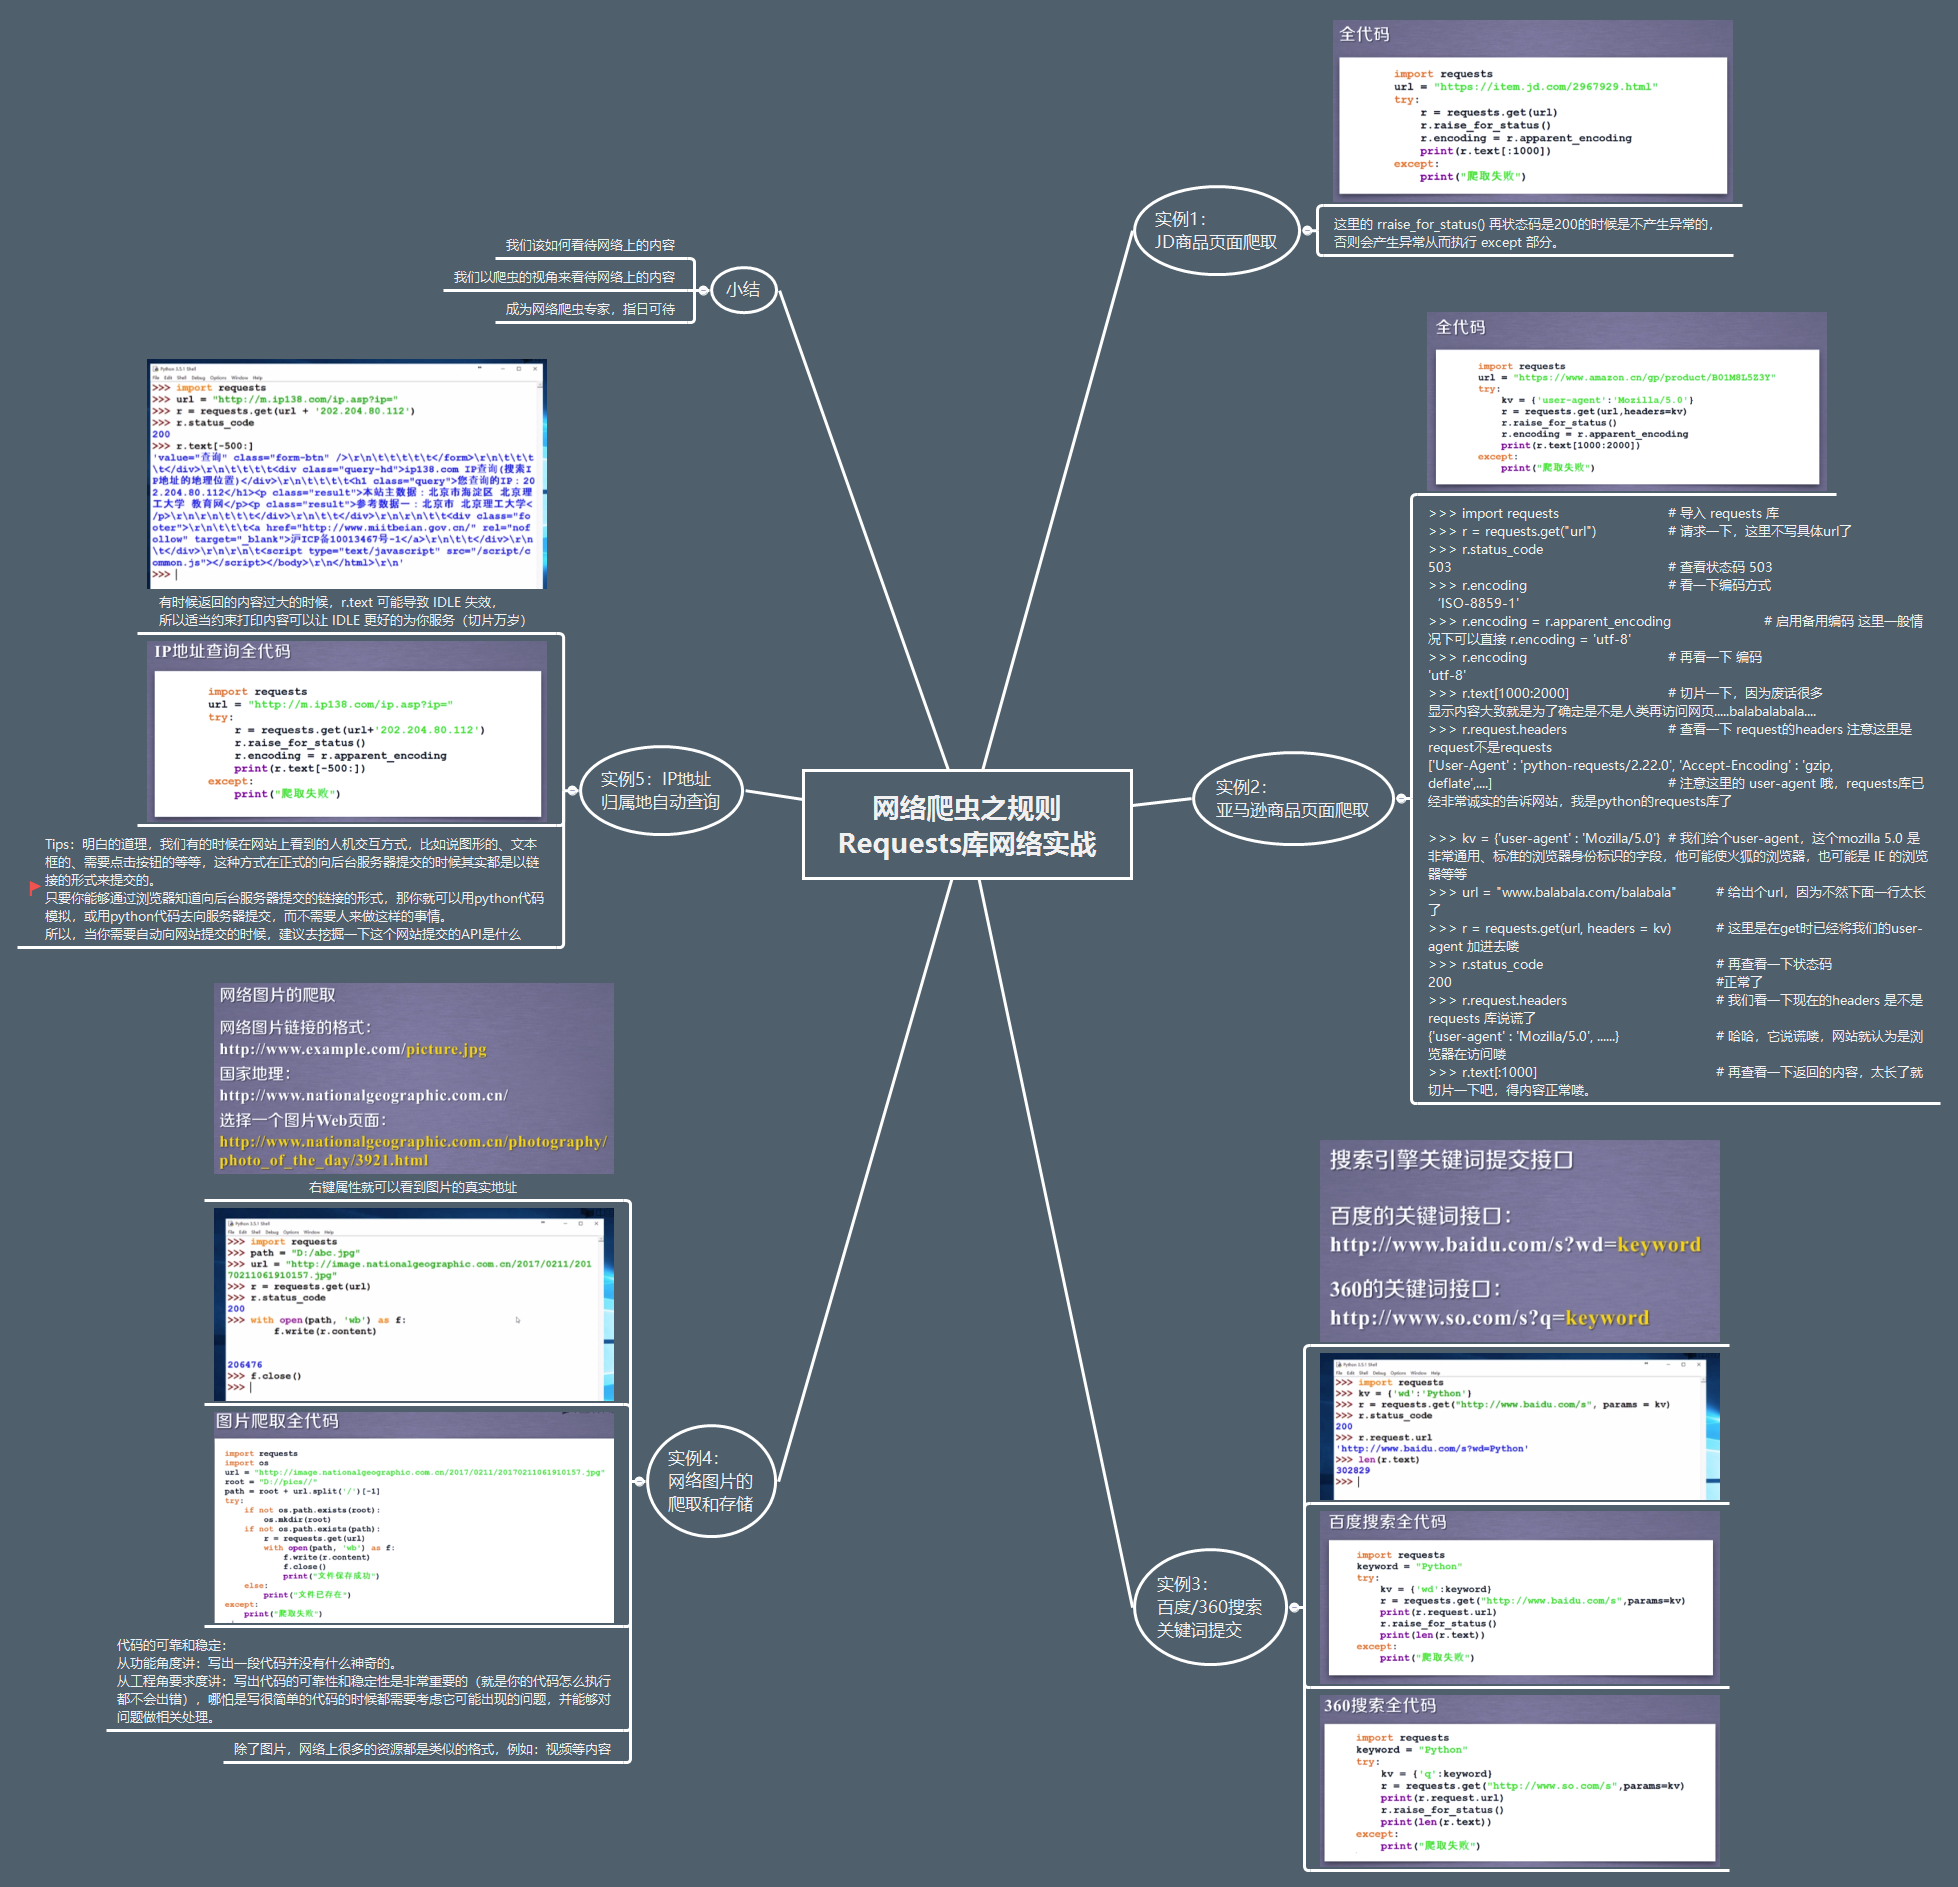 网络爬虫之规则
Requests库网络实战
实例1：
JD商品页面爬取
全代码
import requests
url = "https://item.jd.com/2967929.html"
try:
    r = requests.get(url)
    r.raise_for_status()
    r.encoding = r.apparent_encoding
    print(r.text[:1000])
except:
    print("爬取失败")
这里的 rraise_for_status() 再状态码是200的时候是不产生异常的，
否则会产生异常从而执行 except 部分。
实例2：
亚马逊商品页面爬取
全代码
import requests
url = "https://www.amazon.cn/gp/product/B01M8L5Z3Y"
try:
    kv = {'user-agent':'Mozilla/5.0'}
    r = requests.get(url,headers=kv)
    r.raise_for_status()
    r.encoding = r.apparent_encoding
    print(r.text[1000:2000])
except:
    print("爬取失败")
>>> import requests # 导入 requests 库
>>> r = requests.get("url") # 请求一下，这里不写具体url了
>>> r.status_code
503 # 查看状态码 503
>>> r.encoding # 看一下编码方式
'ISO-8859-1'
>>> r.encoding = r.apparent_encoding # 启用备用编码 这里一般情
况下可以直接 r.encoding = 'utf-8'
>>> r.encoding # 再看一下 编码
'utf-8'
>>> r.text[1000:2000] # 切片一下，因为废话很多
显示内容大致就是为了确定是不是人类再访问网页.....balabalabala....
>>> r.request.headers # 查看一下 request的headers 注意这里是
request不是requests
['User-Agent' : 'python-requests/2.22.0', 'Accept-Encoding' : 'gzip,
deflate',....] # 注意这里的 user-agent 哦，requests库已
经非常诚实的告诉网站，我是python的requests库了
>>> kv = {'user-agent' : 'Mozilla/5.0'} # 我们给个user-agent，这个mozilla 5.0 是
非常通用、标准的浏览器身份标识的字段，他可能使火狐的浏览器，也可能是 IE 的浏览
器等等
>>> url = "www.balabala.com/balabala" # 给出个url，因为不然下面一行太长
了
>>> r = requests.get(url, headers = kv) # 这里是在get时已经将我们的user-
agent 加进去喽
>>> r.status_code # 再查看一下状态码
200 #正常了
>>> r.request.headers # 我们看一下现在的headers 是不是
requests 库说谎了
{'user-agent' : 'Mozilla/5.0', ......} # 哈哈，它说谎喽，网站就认为是浏
览器在访问喽
>>> r.text[:1000] # 再查看一下返回的内容，太长了就
切片一下吧，得内容正常喽。
实例3：
百度/360搜索
关键词提交
搜索引擎关键词提交接口
百度的关键词接口：
http://www.baidu.com/s?wd=keyword
360的关键词接口：
http://www.so.com/s?q=keyword
Python 3.5.1 Shell
File Edit Shell Debug Options Window Help
>>> import requests
>>> kv = {'wd':'Python'}
>>> r = requests.get("http://www.baidu.com/s", params = kv)
>>> r.status_code
200
>>> r.request.url
'http://www.baidu.com/s?wd=Python'
>>> len(r.text)
302829
>>>
百度搜索全代码
import requests
keyword = "Python"
try:
    kv = {'wd':keyword}
    r = requests.get("http://www.baidu.com/s",params=kv)
    print(r.request.url)
    r.raise_for_status()
    print(len(r.text))
except:
    print("爬取失败")
360搜索全代码
import requests
keyword = "Python"
try:
    kv = {'q':keyword}
    r = requests.get("http://www.so.com/s",params=kv)
    print(r.request.url)
    r.raise_for_status()
    print(len(r.text))
except:
    print("爬取失败")
实例4：
网络图片的
爬取和存储
网络图片的爬取
网络图片链接的格式：
http://www.example.com/picture.jpg
国家地理：
http://www.nationalgeographic.com.cn/
选择一个图片Web页面：
http://www.nationalgeographic.com.cn/photography/
photo_of_the_day/3921.html
右键属性就可以看到图片的真实地址
Python 3.5.1 Shell
File Edit Shell Debug Options Window Help
>>> import requests
>>> path = "D:/abc.jpg"
>>> url = "http://image.nationalgeographic.com.cn/2017/0211/201
70211061910157.jpg"
>>> r = requests.get(url)
>>> r.status_code
200
>>> with open(path, 'wb') as f:
        f.write(r.content)
206476
>>> f.close()
>>>
图片爬取全代码
import requests
import os
url = "http://image.nationalgeographic.com.cn/2017/0211/20170211061910157.jpg"
root = "D://pics//"
path = root + url.split('/')[-1]
try:
    if not os.path.exists(root):
        os.mkdir(root)
    if not os.path.exists(path):
        r = requests.get(url)
        with open(path, 'wb') as f:
            f.write(r.content)
            f.close()
            print("文件保存成功")
    else:
        print("文件已存在")
except:
    print("爬取失败")
代码的可靠和稳定：
从功能角度讲：写出一段代码并没有什么神奇的。
从工程角要求度讲：写出代码的可靠性和稳定性是非常重要的（就是你的代码怎么执行
都不会出错），哪怕是写很简单的代码的时候都需要考虑它可能出现的问题，并能够对
问题做相关处理。
除了图片，网络上很多的资源都是类似的格式，例如：视频等内容
实例5：IP地址
归属地自动查询
Python 3.5.1 Shell
File Edit Shell Debug Options Window Help
>>> import requests
>>> url = "http://m.ip138.com/ip.asp?ip="
>>> r = requests.get(url + '202.204.80.112')
>>> r.status_code
200
>>> r.text[-500:]
'value="查询" class="form-btn" />\r\n\t\t\t\t\t\t</form>\r\n\t\t\t\t
\t</div>\r\n\t\t\t\t\t<div class="query-hd">ip138.com IP查询(搜索I
P地址的地理位置)</div>\r\n\t\t\t\t\t<h1 class="query">您查询的IP：20
2.204.80.112</h1><p class="result">本站主数据：北京市海淀区 北京理
工大学 教育网</p><p class="result">参考数据一：北京市 北京理工大学<
/p>\r\n\r\n\t\t\t\t</div>\r\n\t\t\t</div>\r\n\r\n\t\t\t<div class="fo
oter">\r\n\t\t\t\t<a href="http://www.miitbeian.gov.cn/" rel="nof
ollow" target="_blank">沪ICP备10013467号-1</a>\r\n\t\t\t</div>\r\n
\t</div>\r\n\r\n\t<script type="text/javascript" src="/script/c
ommon.js"></script></body>\r\n</html>\r\n'
>>>
有时候返回的内容过大的时候，r.text 可能导致 IDLE 失效，
所以适当约束打印内容可以让 IDLE 更好的为你服务（切片万岁）
IP地址查询全代码
import requests
url = "http://m.ip138.com/ip.asp?ip="
try:
    r = requests.get(url+'202.204.80.112')
    r.raise_for_status()
    r.encoding = r.apparent_encoding
    print(r.text[-500:])
except:
    print("爬取失败")
Tips：明白的道理，我们有的时候在网站上看到的人机交互方式，比如说图形的、文本
框的、需要点击按钮的等等，这种方式在正式的向后台服务器提交的时候其实都是以链
接的形式来提交的。
只要你能够通过浏览器知道向后台服务器提交的链接的形式，那你就可以用python代码
模拟，或用python代码去向服务器提交，而不需要人来做这样的事情。
所以，当你需要自动向网站提交的时候，建议去挖掘一下这个网站提交的API是什么
小结
我们该如何看待网络上的内容
我们以爬虫的视角来看待网络上的内容
成为网络爬虫专家，指日可待